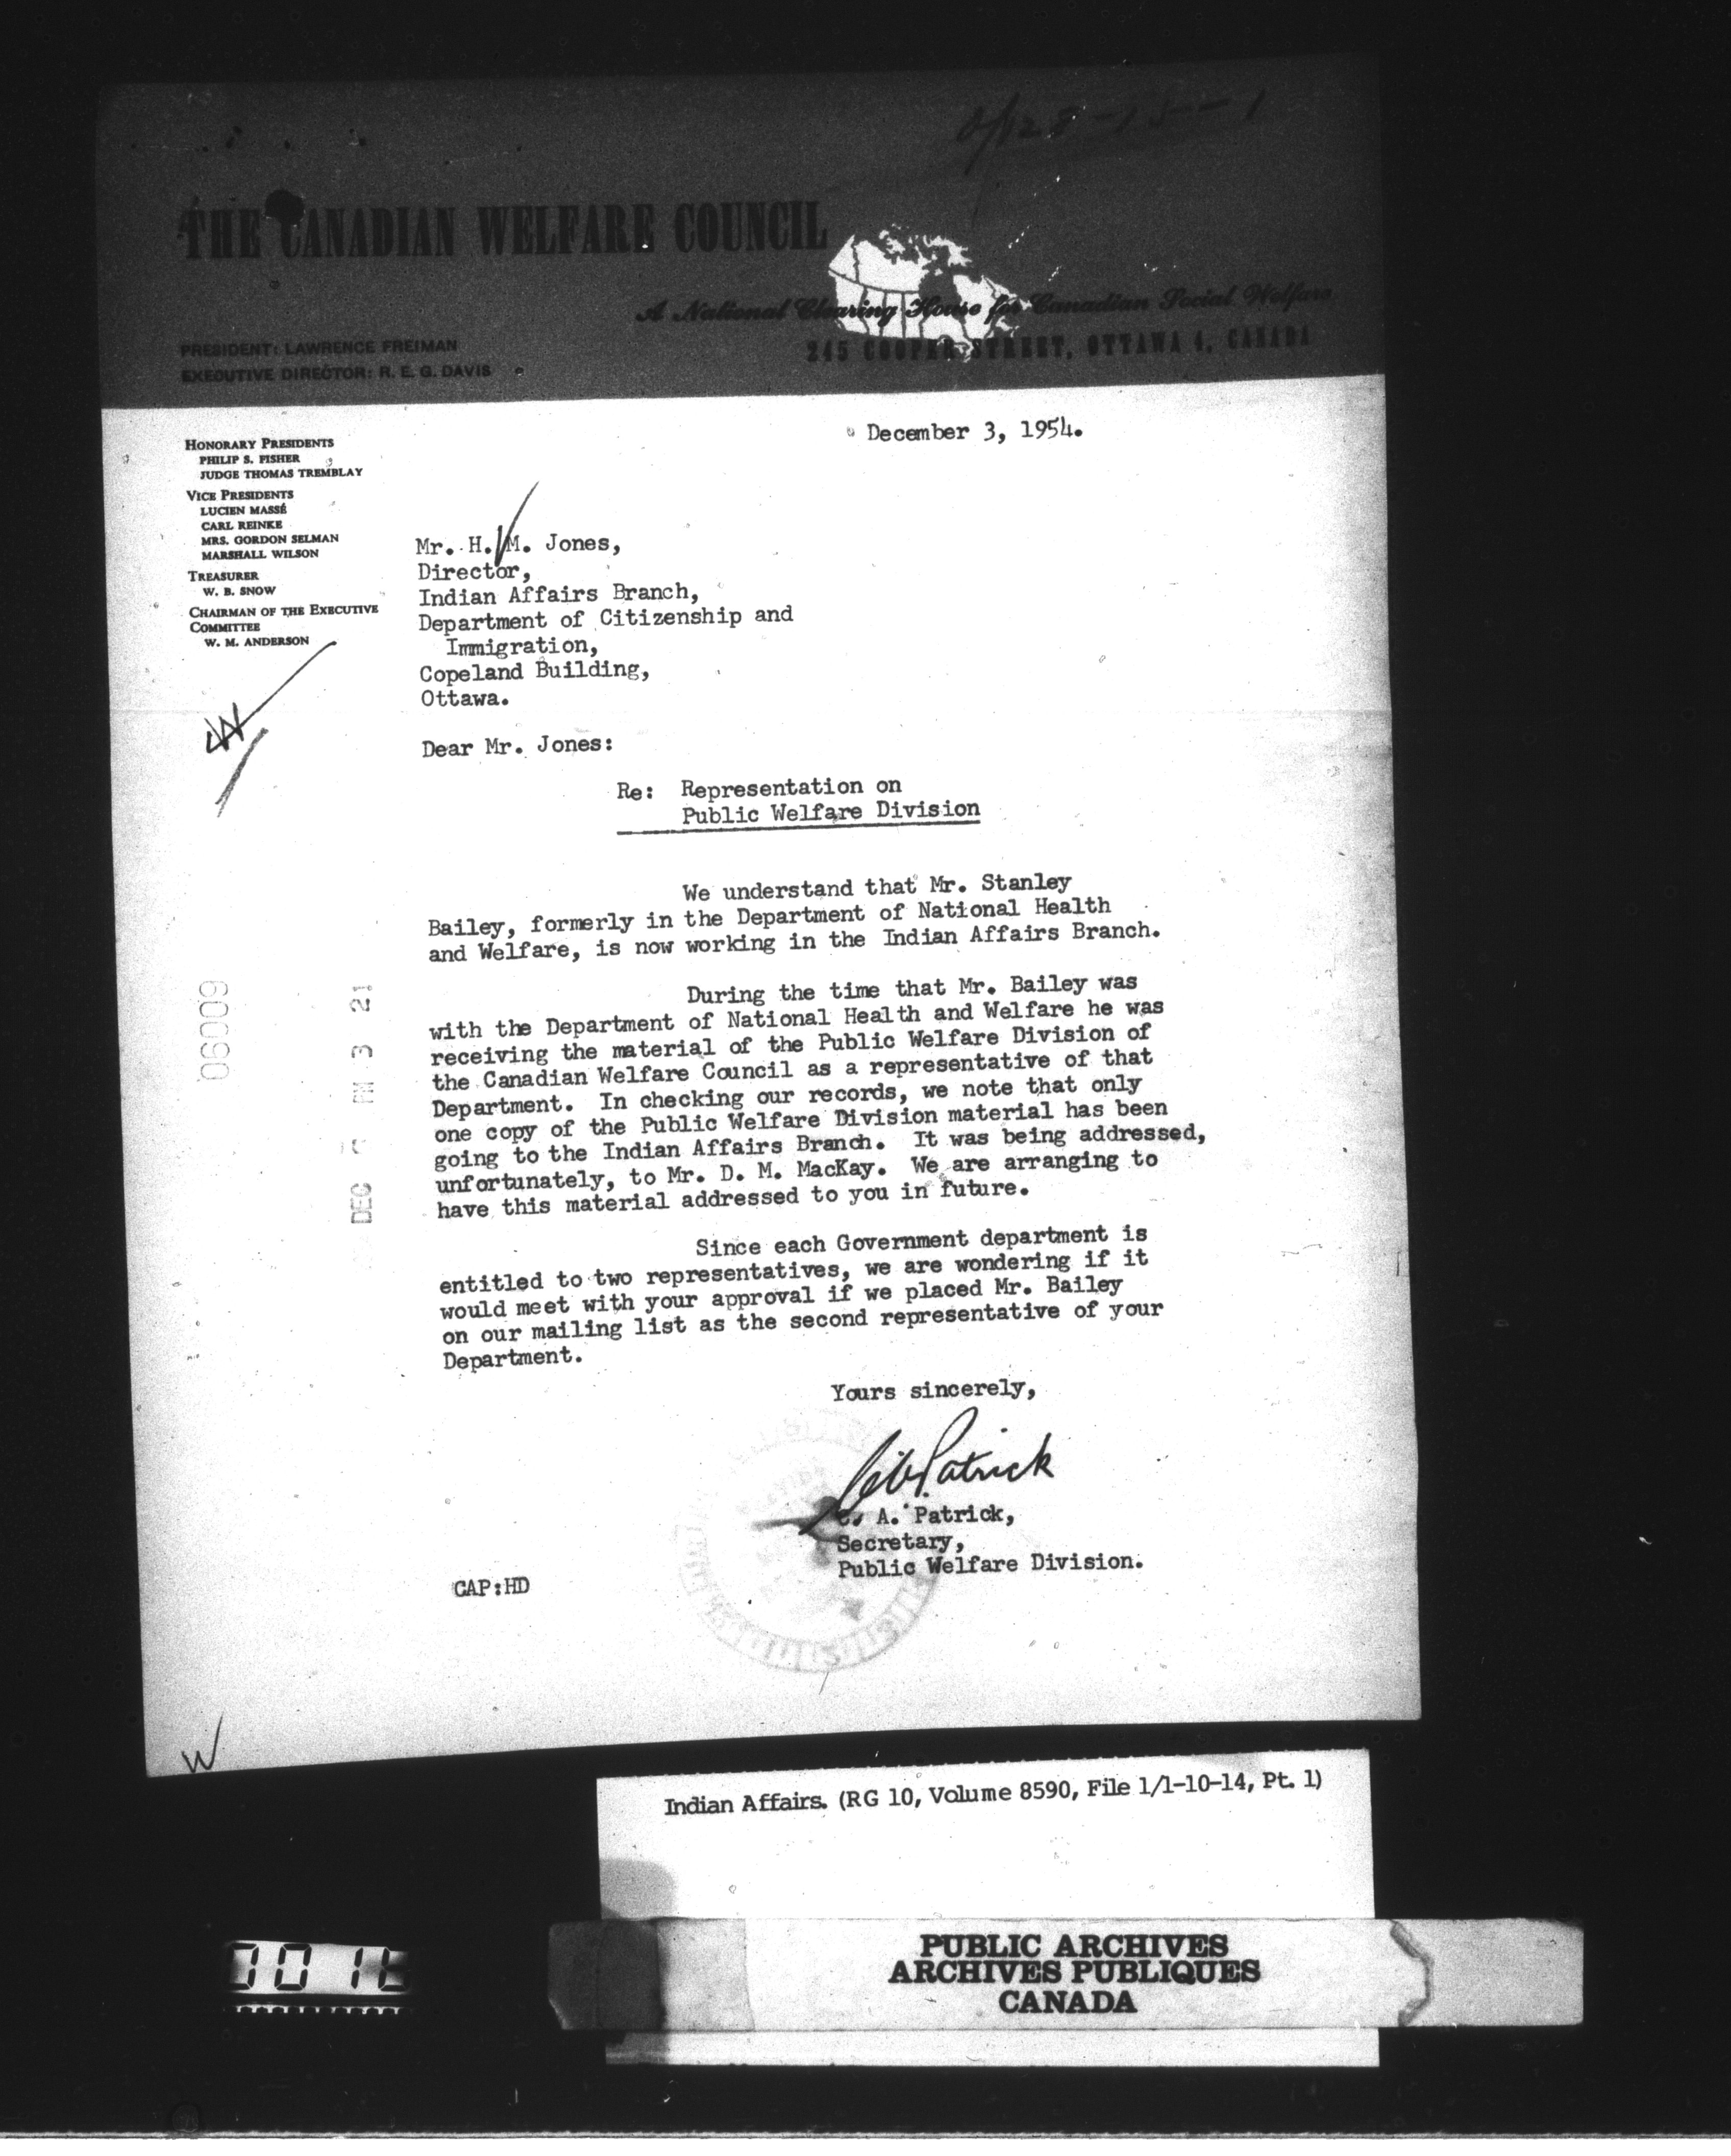 THE CANADIAN WELFARE COUNCIL
A National Clearing House for Canadian Social Welfare
245 COOPER STREET, OTTAWA 4, CANADA
PRESIDENT: LAWRENCE FREIMAN
EXECUTIVE DIRECTOR: R. E. G. DAVIS
HONORARY PRESIDENTS
PHILIP S. FISHER
JUDGE THOMAS TREMBLAY
VICE PRESIDENTS
LUCIEN MASSÉ
CARL REINKE
MRS. GORDON SELMAN
MARSHALL WILSON
TREASURER
W. B. SNOW
CHAIRMAN OF THE EXECUTIVE
COMMITTEE
W. M. ANDERSON
December 3, 1954.
Mr. H. M. Jones,
Director,
Indian Affairs Branch,
Department of Citizenship and
Immigration,
Copeland Building,
Ottawa.
Dear Mr. Jones:
Re: Representation on
Public Welfare Division
We understand that Mr. Stanley
Bailey, formerly in the Department of National Health
and Welfare, is now working in the Indian Affairs Branch.
During the time that Mr. Bailey was
with the Department of National Health and Welfare he was
receiving the material of the Public Welfare Division of
the Canadian Welfare Council as a representative of that
Department. In checking our records, we note that only
one copy of the Public Welfare Division material has been
going to the Indian Affairs Branch. It was being addressed,
unfortunately, to Mr. D. M. MacKay. We are arranging to
have this material addressed to you in future.
Since each Government department is
entitled to two representatives, we are wondering if it
would meet with your approval if we placed Mr. Bailey
on our mailing list as the second representative of your
Department.
Yours sincerely,
Patrick
C. A. Patrick,
Secretary,
Public Welfare Division.
CAP:HD
06009
DEC PM 3 21
W
Indian Affairs. (RG 10, Volume 8590, File 1/1-10-14, Pt. 1)
PUBLIC ARCHIVES
ARCHIVES PUBLIQUES
CANADA